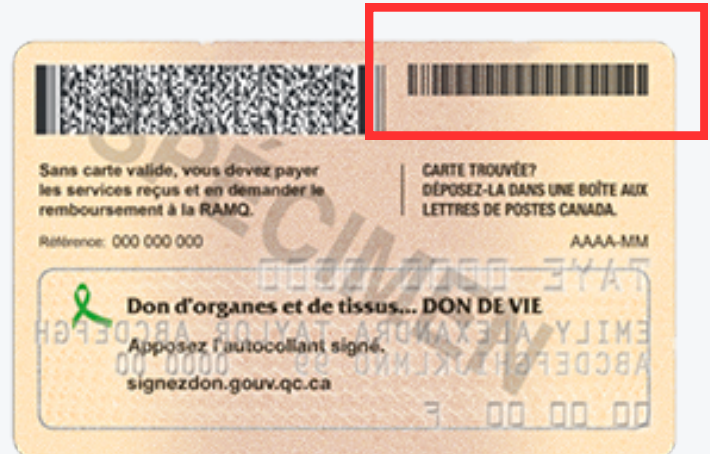 SPÉCIMEN
Sans carte valide, vous devez payer
les services reçus et en demander le
remboursement à la RAMQ.
CARTE TROUVÉE?
DÉPOSEZ-LA DANS UNE BOÎTE AUX
LETTRES DE POSTES CANADA.
Référence: 000 000 000
AAAA-MM
TAYE 0000 0000
Don d'organes et de tissus... DON DE VIE
EMILY ALEXANDRA TAYLOR ABCDEFGH
Apposez l'autocollant signé.
signezdon.gouv.qc.ca
00 00 00 F